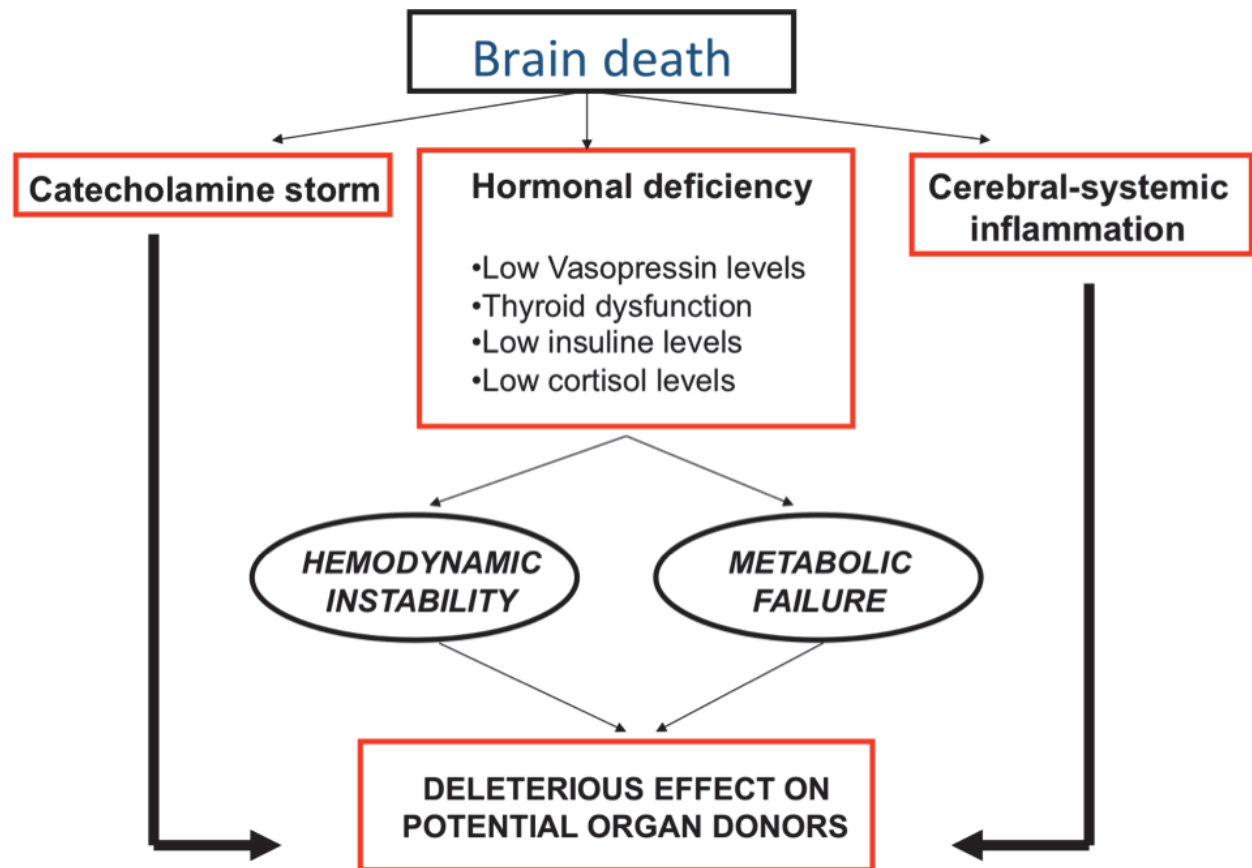 Brain death
Catecholamine storm
Hormonal deficiency
•Low Vasopressin levels
•Thyroid dysfunction
•Low insuline levels
•Low cortisol levels
Cerebral-systemic
inflammation
HEMODYNAMIC
INSTABILITY
METABOLIC
FAILURE
DELETERIOUS EFFECT ON
POTENTIAL ORGAN DONORS